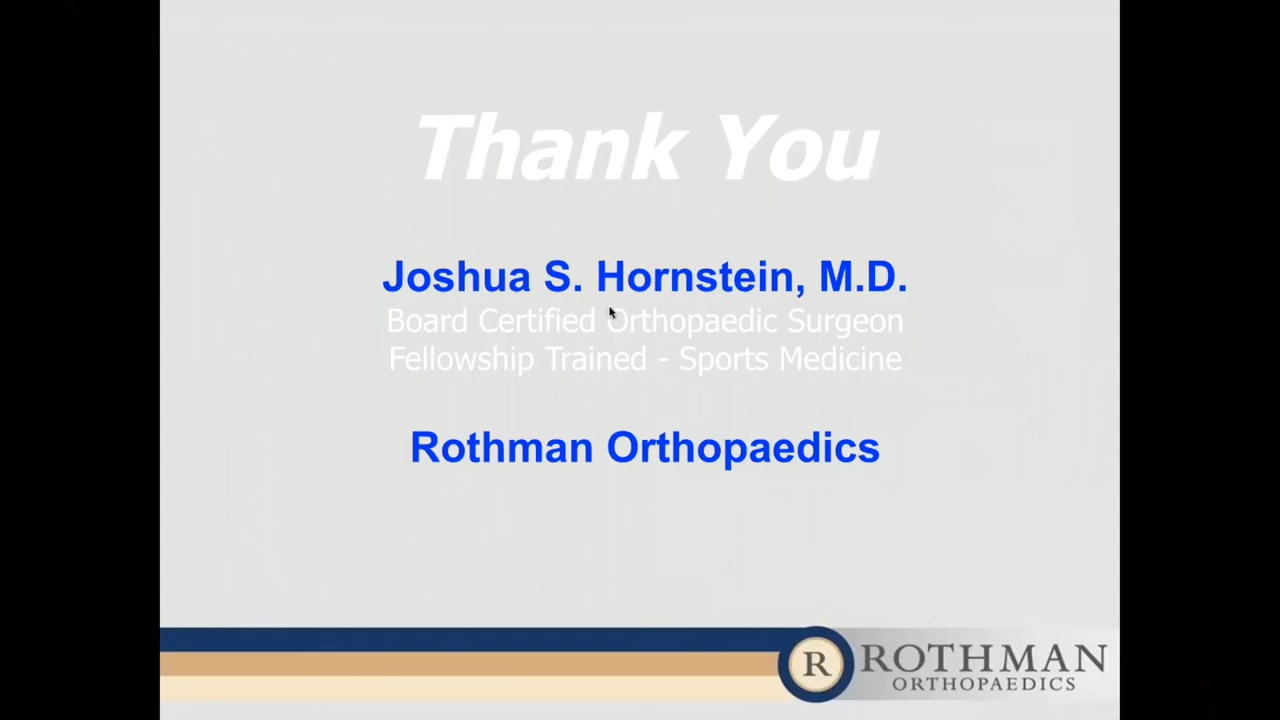 Thank You
Joshua S. Hornstein, M.D.
Board Certified Orthopaedic Surgeon
Fellowship Trained - Sports Medicine
Rothman Orthopaedics
R ROTHMAN
ORTHOPAEDICS